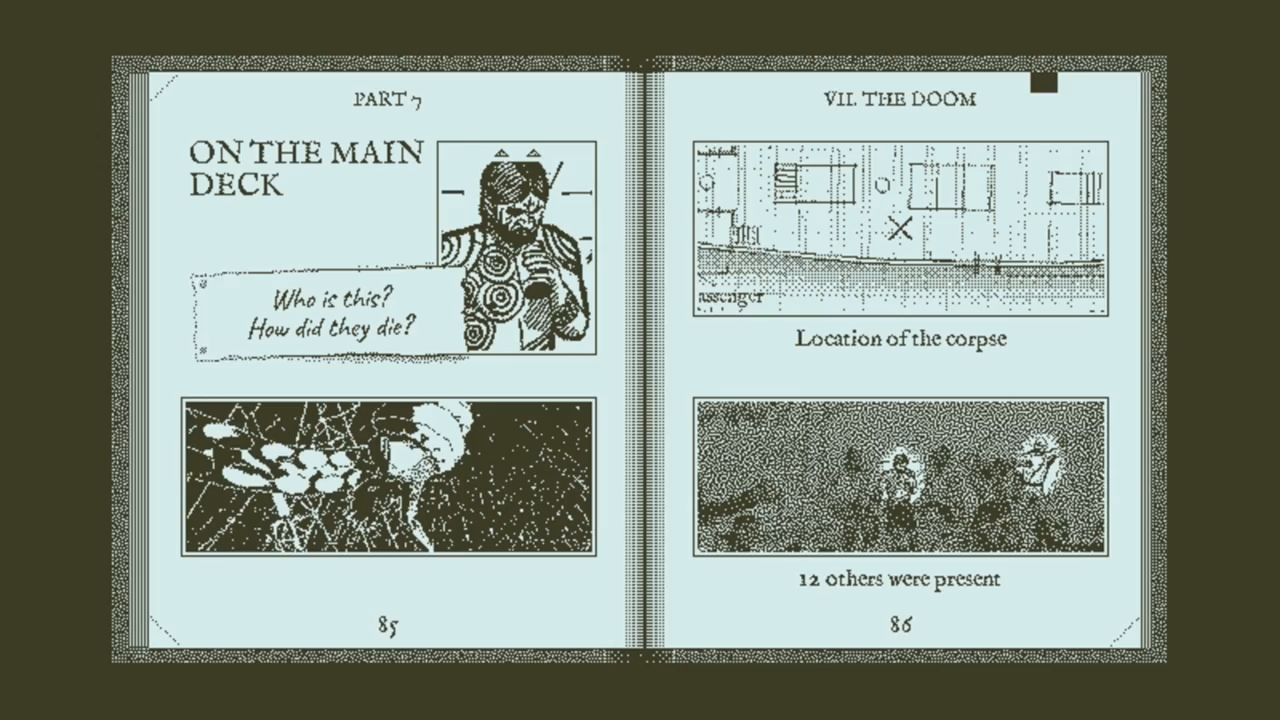 PART 7
ON THE MAIN
DECK
Who is this?
How did they die?
85
VII. THE DOOM
assenger
Location of the corpse
12 others were present
86